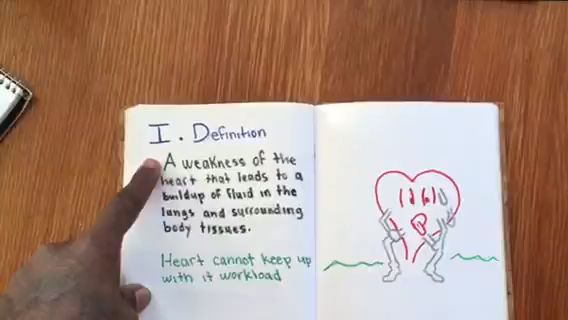 I. Definition
A weakness of the
heart that leads to a
buildup of fluid in the
lungs and surrounding
body tissues.
Heart cannot keep up
with it workload